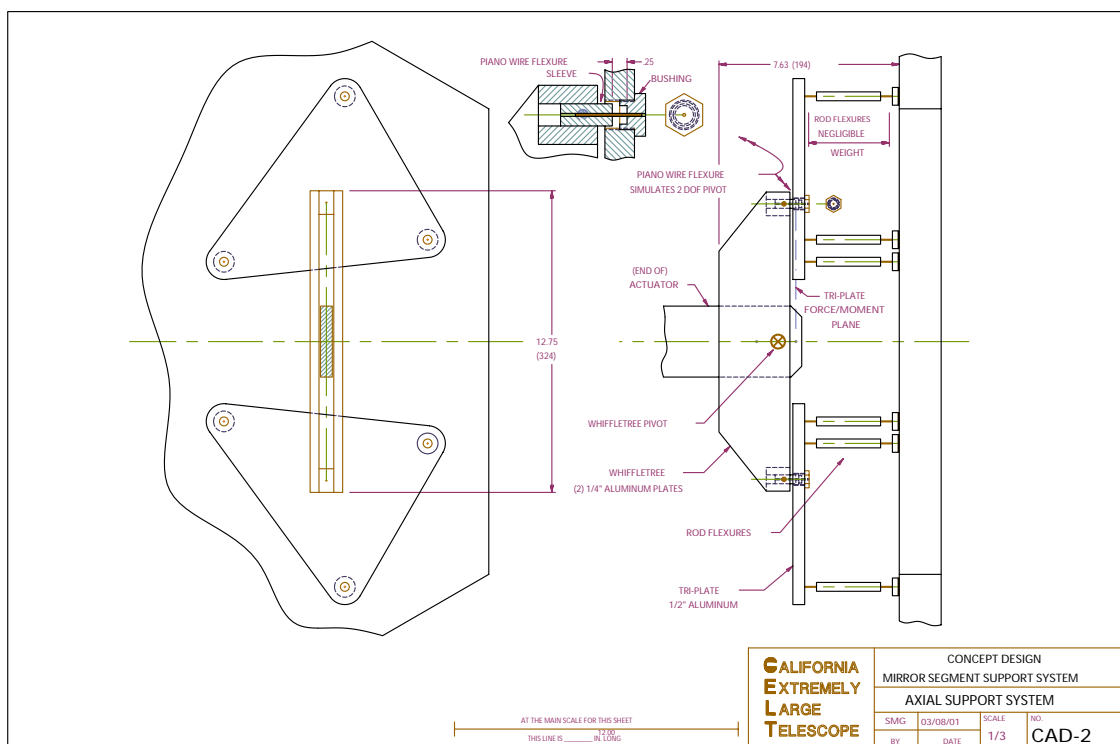 PIANO WIRE FLEXURE
SLEEVE
.25
BUSHING
7.63 (194)
ROD FLEXURES
NEGLIGIBLE
WEIGHT
PIANO WIRE FLEXURE
SIMULATES 2 DOF PIVOT
(END OF)
ACTUATOR
TRI-PLATE
FORCE/MOMENT
PLANE
12.75
(324)
WHIFFLETREE PIVOT
WHIFFLETREE
(2) 1/4" ALUMINUM PLATES
ROD FLEXURES
TRI-PLATE
1/2" ALUMINUM
AT THE MAIN SCALE FOR THIS SHEET
THIS LINE IS 12.00 IN. LONG
CALIFORNIA
EXTREMELY
LARGE
TELESCOPE
CONCEPT DESIGN
MIRROR SEGMENT SUPPORT SYSTEM
AXIAL SUPPORT SYSTEM
SMG
03/08/01
SCALE
NO.
BY
DATE
1/3
CAD-2